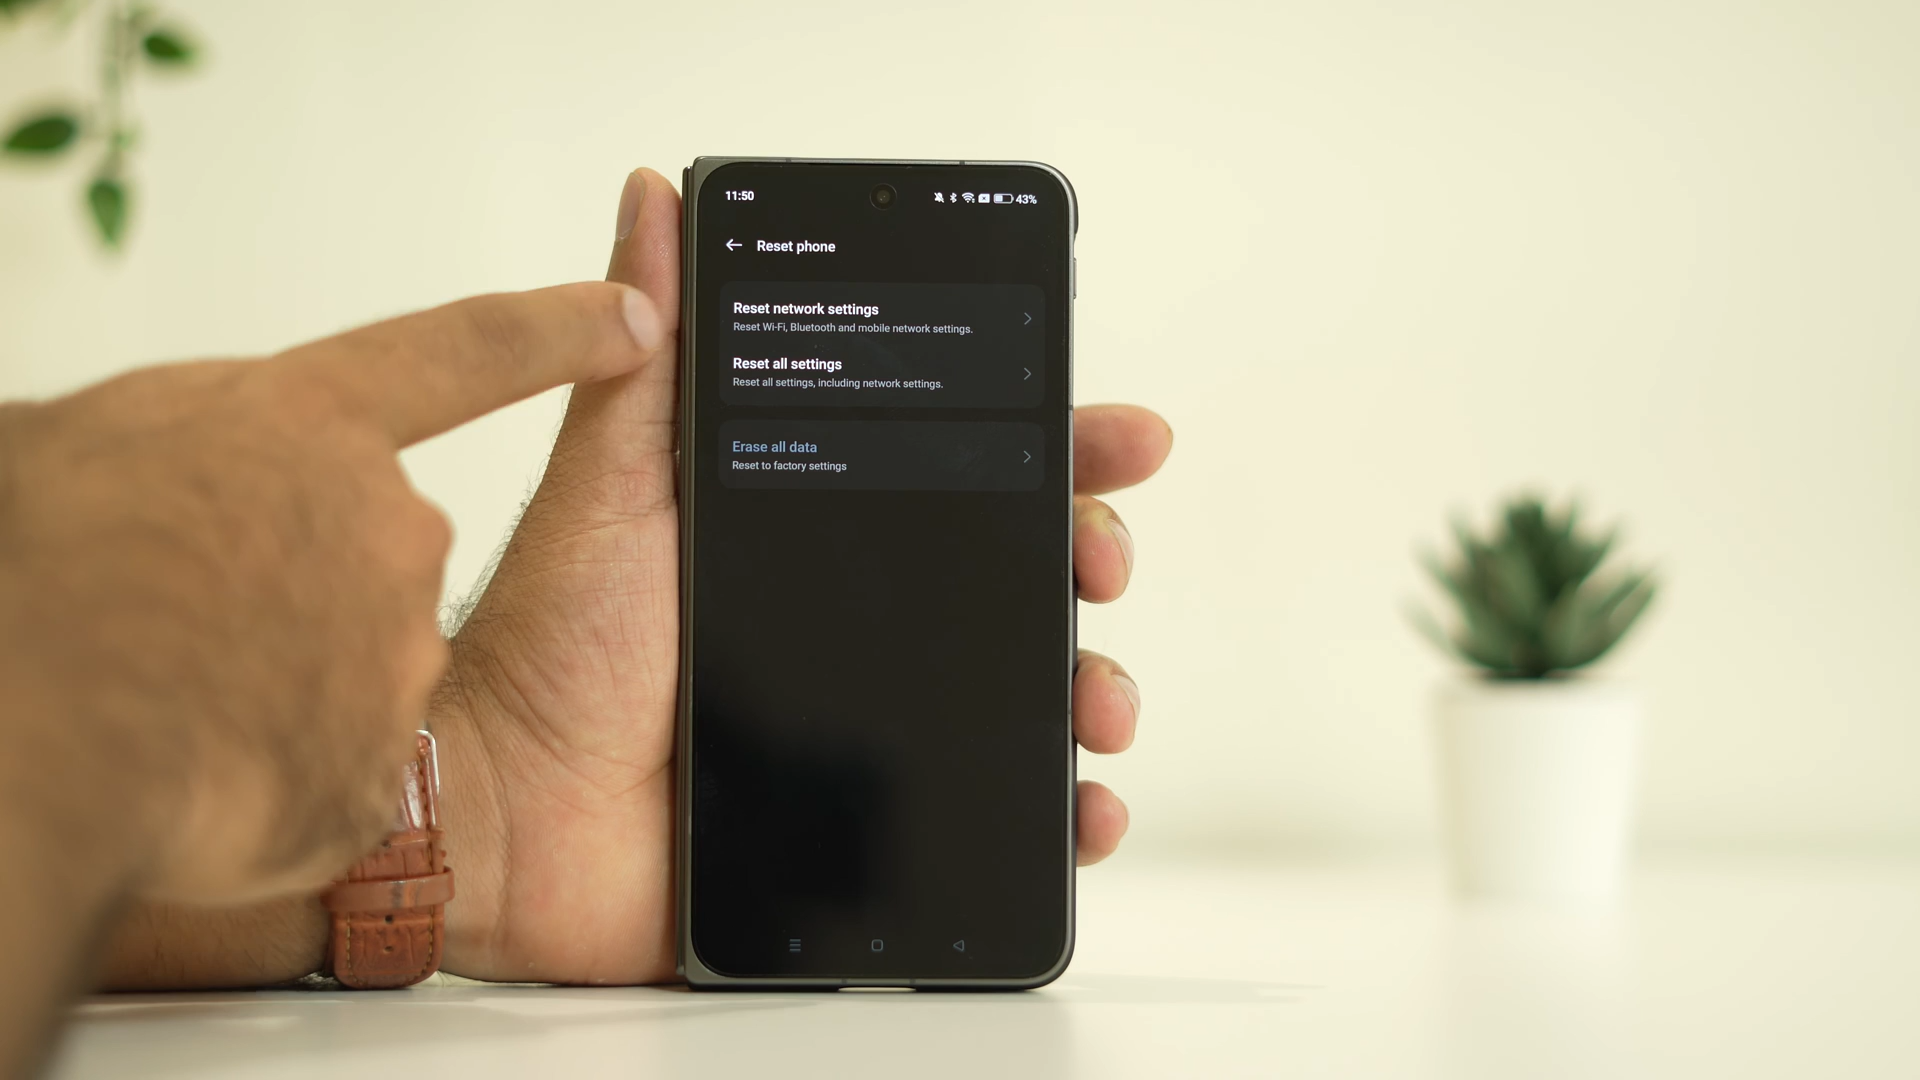 11:50 43%
Reset phone
Reset network settings
Reset Wi-Fi, Bluetooth and mobile network settings.
Reset all settings
Reset all settings, including network settings.
Erase all data
Reset to factory settings